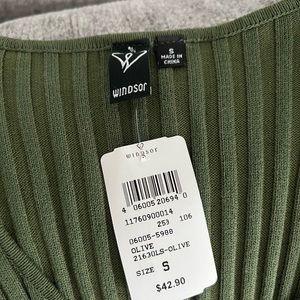 WINDSOR
S
MADE IN
CHINA
windsor
4 06005 20694 0
11760900014
253 106
06005-5988
OLIVE
21630LS-OLIVE
SIZE S
$42.90